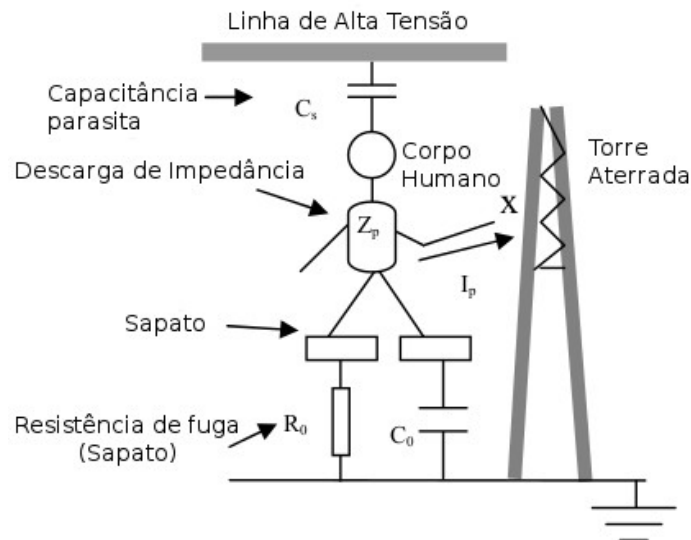 Linha de Alta Tensão
Capacitância
parasita
Cs
Descarga de Impedância
Corpo
Humano
Torre
Aterrada
Zp
X
Ip
Sapato
Resistência de fuga
(Sapato)
R0
C0